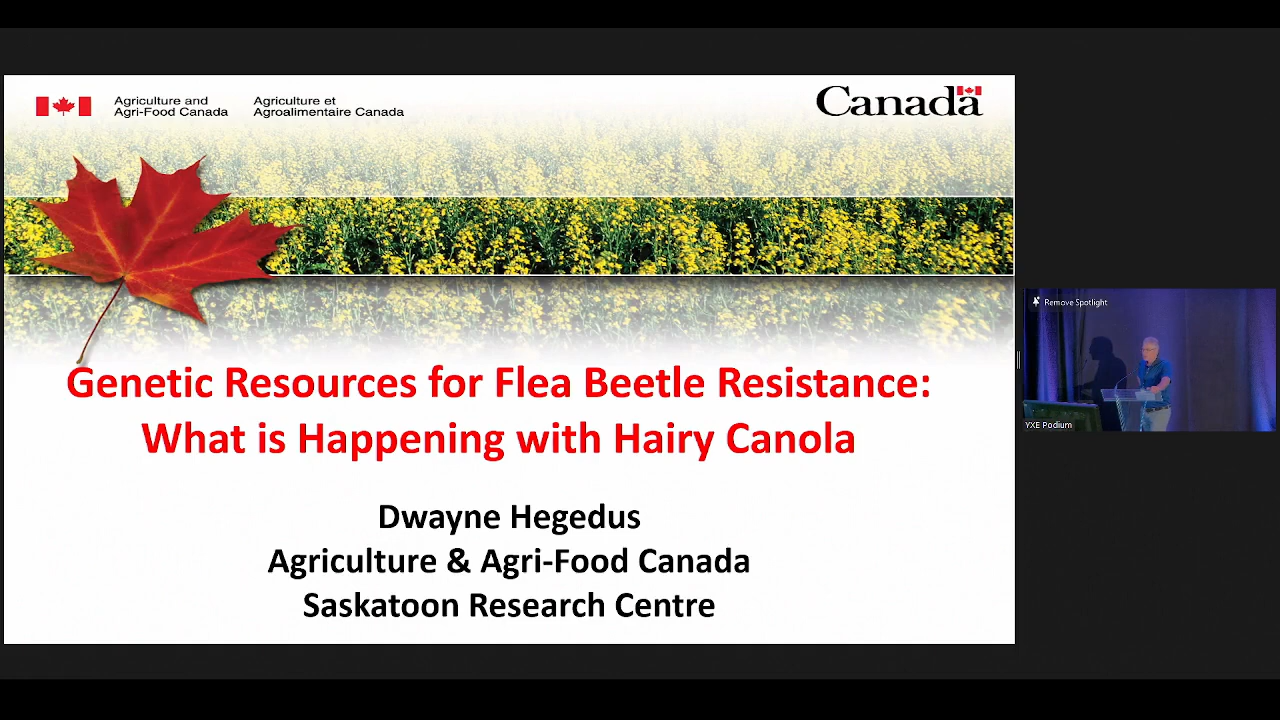 Agriculture and
Agri-Food Canada
Agriculture et
Agroalimentaire Canada
Canada
Genetic Resources for Flea Beetle Resistance:
What is Happening with Hairy Canola
Dwayne Hegedus
Agriculture & Agri-Food Canada
Saskatoon Research Centre
Remove Spotlight
YXE Podium